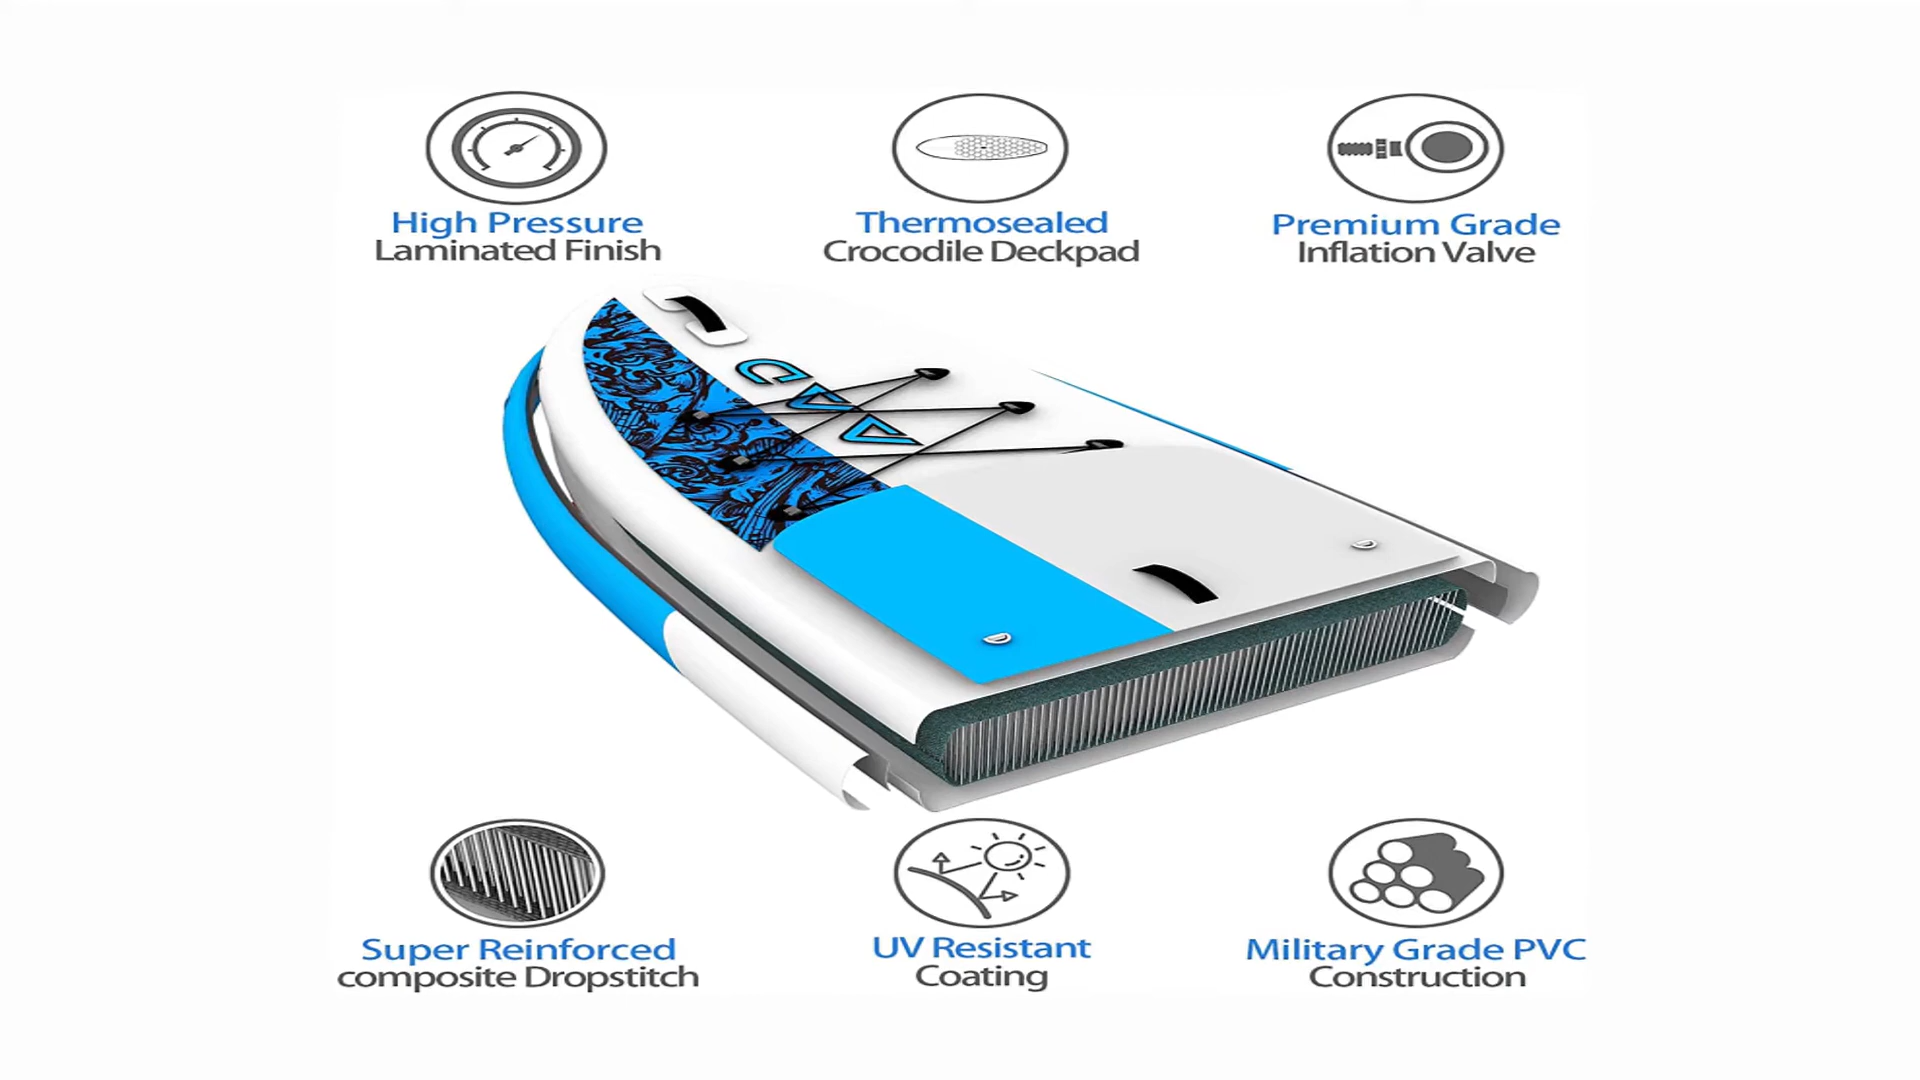 High Pressure
Laminated Finish
Thermosealed
Crocodile Deckpad
Premium Grade
Inflation Valve
Super Reinforced
composite Dropstitch
UV Resistant
Coating
Military Grade PVC
Construction